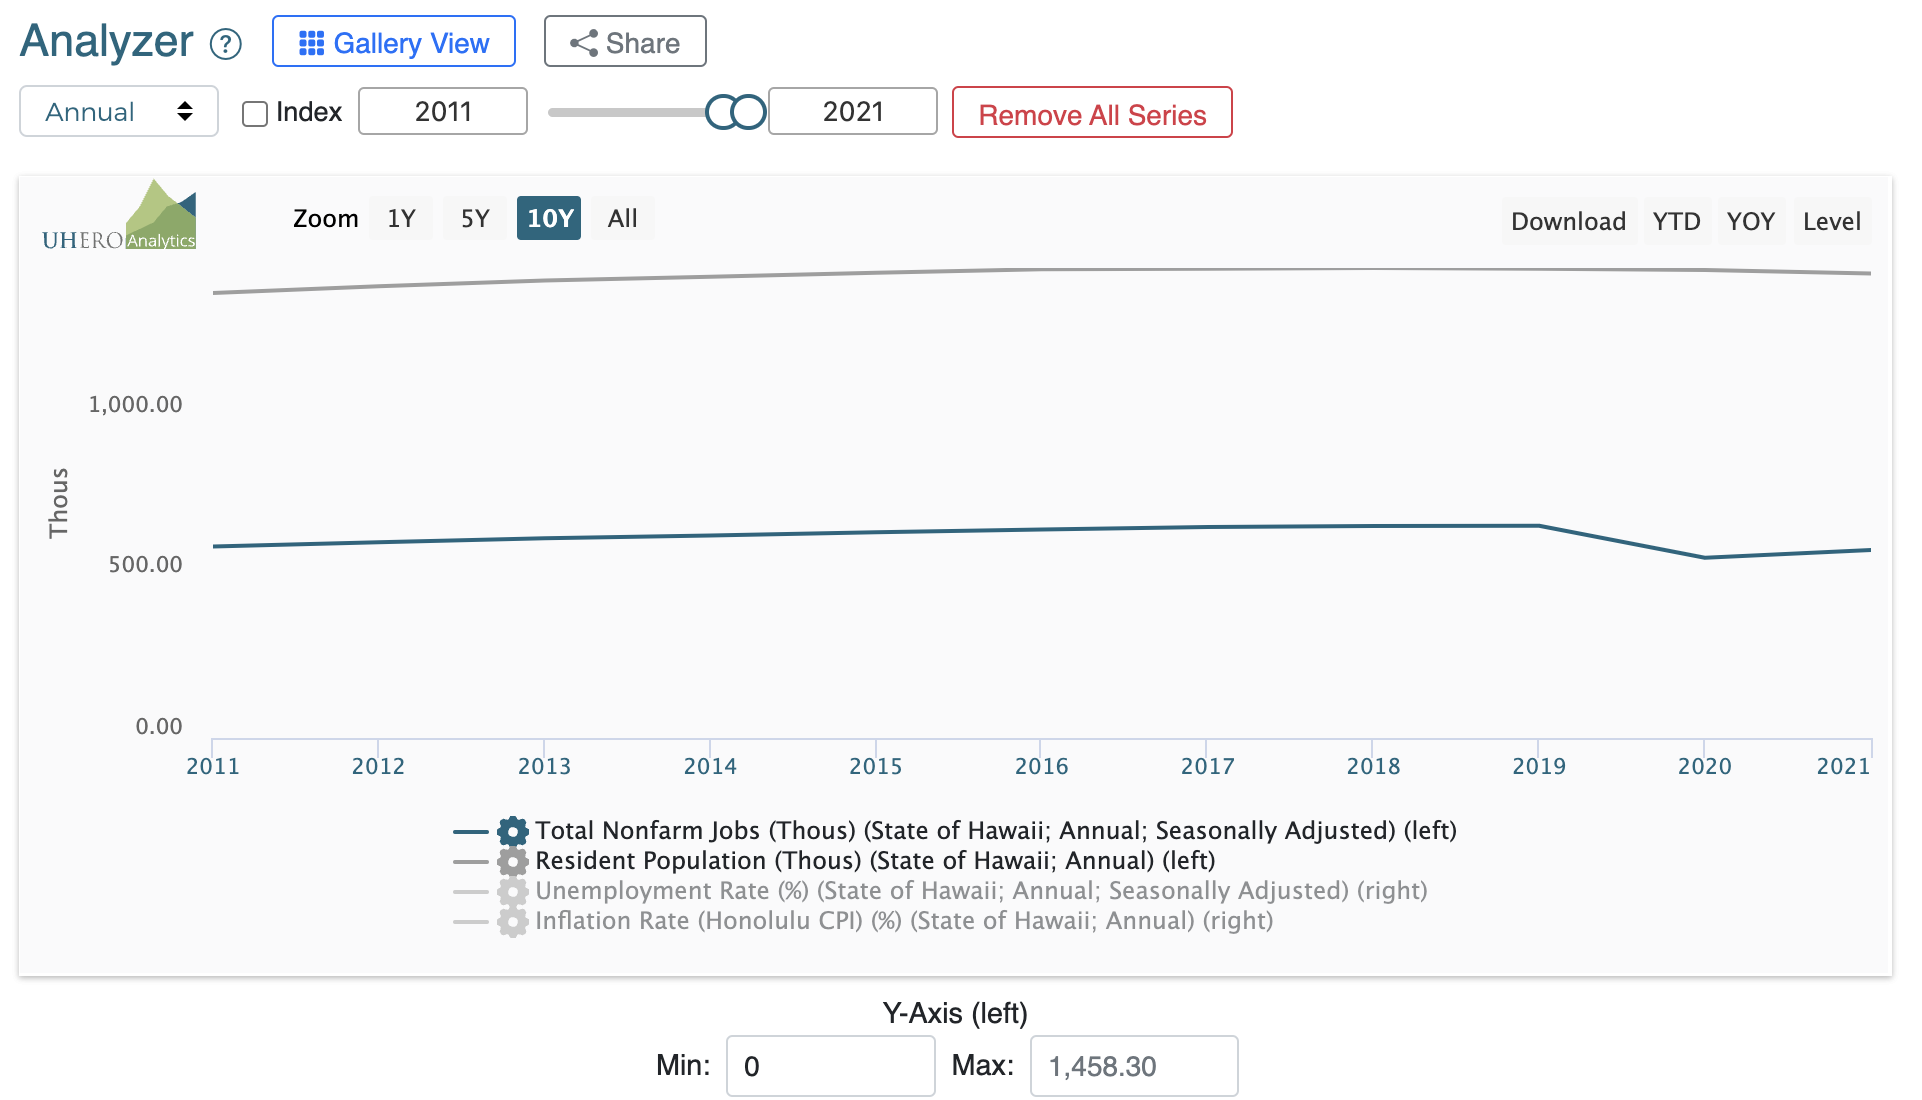 Analyzer ? Gallery View Share
Annual Index 2011 2021 Remove All Series
UHERO Analytics
Zoom 1Y 5Y 10Y All Download YTD YOY Level
1,000.00
Thous
500.00
0.00
2011 2012 2013 2014 2015 2016 2017 2018 2019 2020 2021
Total Nonfarm Jobs (Thous) (State of Hawaii; Annual; Seasonally Adjusted) (left)
Resident Population (Thous) (State of Hawaii; Annual) (left)
Unemployment Rate (%) (State of Hawaii; Annual; Seasonally Adjusted) (right)
Inflation Rate (Honolulu CPI) (%) (State of Hawaii; Annual) (right)
Y-Axis (left)
Min: 0 Max: 1,458.30